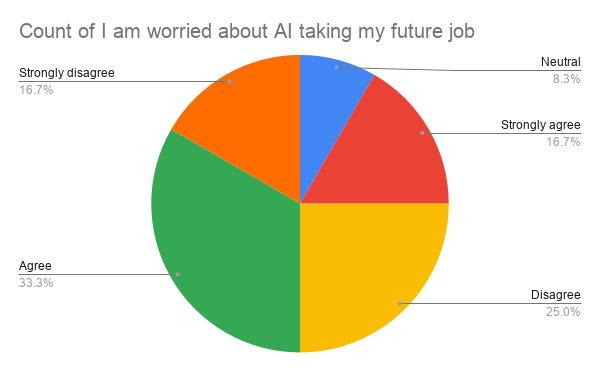 Count of I am worried about AI taking my future job
Neutral
8.3%
Strongly disagree
16.7%
Strongly agree
16.7%
Agree
33.3%
Disagree
25.0%